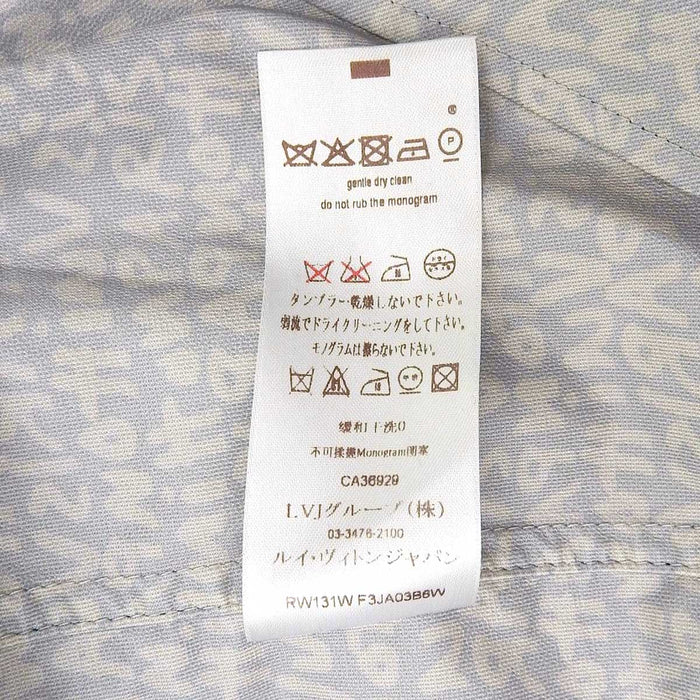 ®
P
gentle dry clean
do not rub the monogram
タンブラー乾燥しないで下さい。
弱流でドライクリーニングをして下さい。
モノグラムは擦らないで下さい。
缓和干洗
不可揉搓Monogram图案
CA36929
LVJグループ(株)
03-3476-2100
ルイ・ヴィトンジャパン
RW131W F3JA03B6W